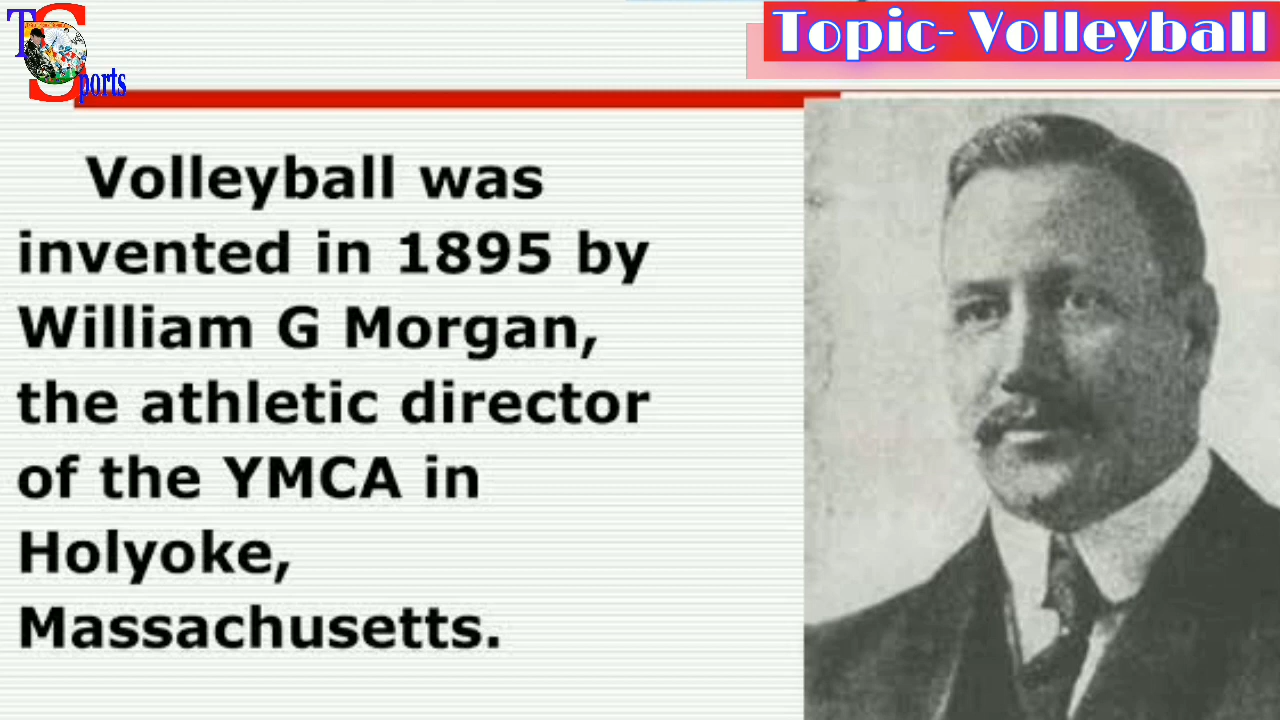 TS
ports
Topic- Volleyball
Volleyball was
invented in 1895 by
William G Morgan,
the athletic director
of the YMCA in
Holyoke,
Massachusetts.